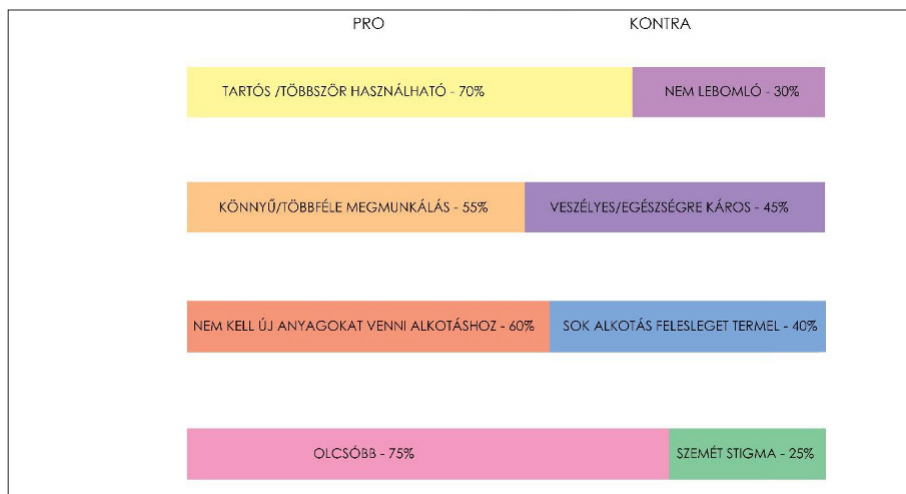 PRO KONTRA
TARTÓS /TÖBBSZÖR HASZNÁLHATÓ - 70% NEM LEBOMLÓ - 30%
KÖNNYŰ/TÖBBFÉLE MEGMUNKÁLÁS - 55% VESZÉLYES/EGÉSZSÉGRE KÁROS - 45%
NEM KELL ÚJ ANYAGOKAT VENNI ALKOTÁSHOZ - 60% SOK ALKOTÁS FELESLEGET TERMEL - 40%
OLCSÓBB - 75% SZEMÉT STIGMA - 25%